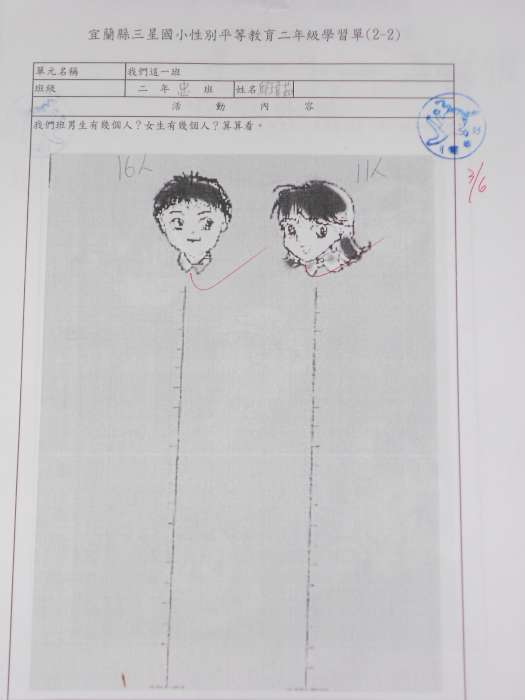 宜蘭縣三星國小性別平等教育二年級學習單(2-2)
單元名稱 我們這一班
班級 二 年 忠 班 姓名
活 動 內 容
我們班男生有幾個人?女生有幾個人?算算看。
16人 11人
3/6